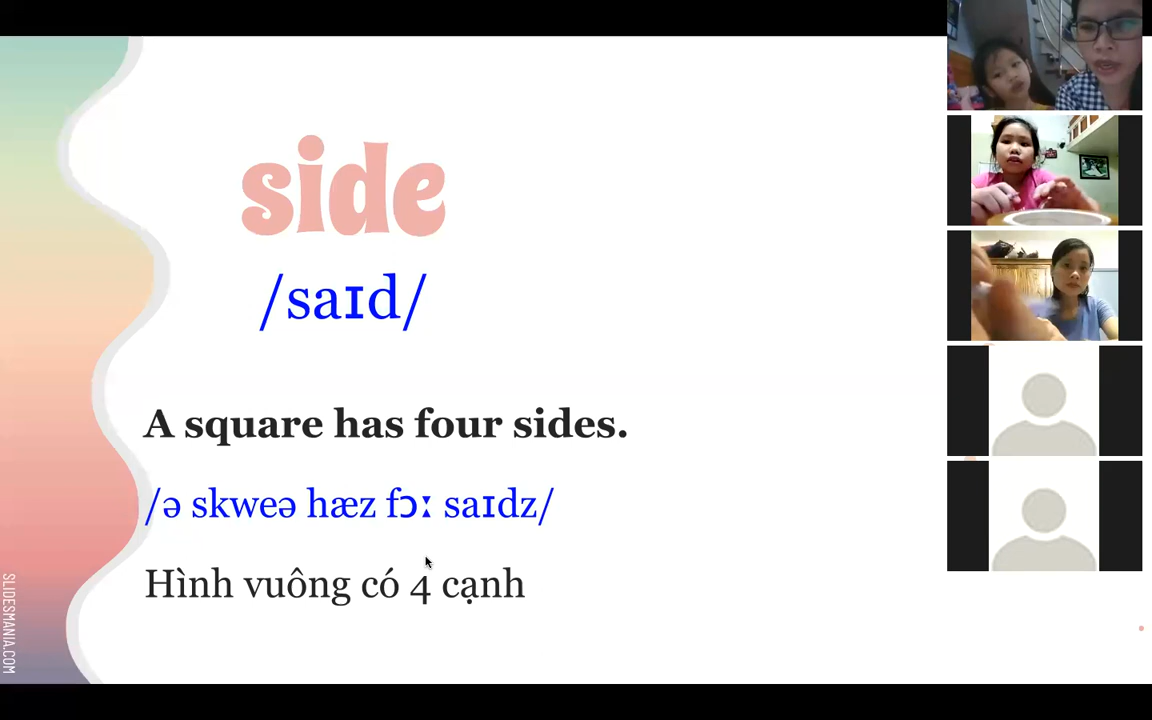 side
/saɪd/
A square has four sides.
/ə skweə hæz fɔː saɪdz/
Hình vuông có 4 cạnh
SLIDESMANIA.COM